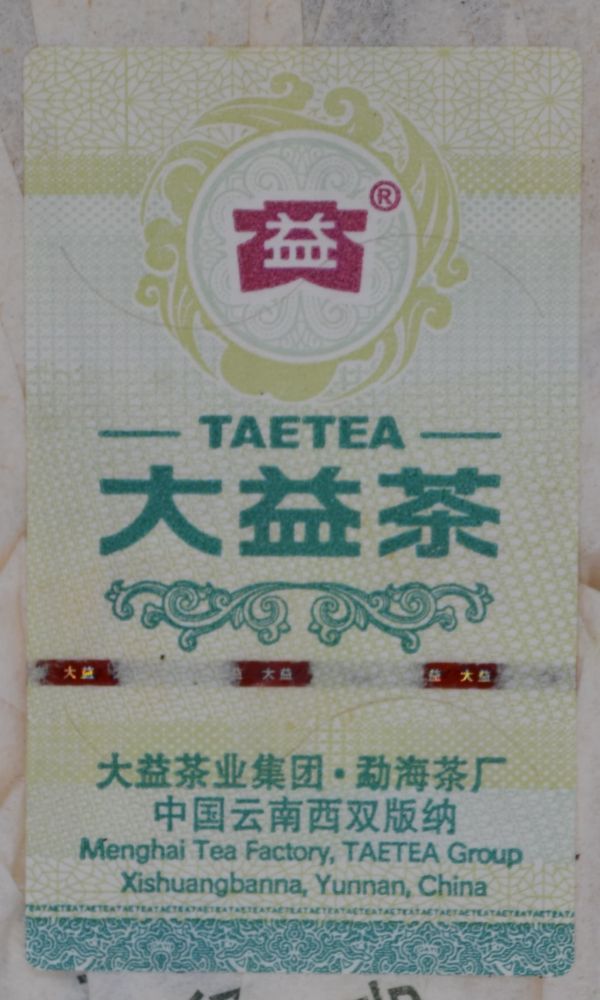 益®
TAETEA
大益茶
大益 益 大益 益 大益
大益茶业集团·勐海茶厂
中国云南西双版纳
Menghai Tea Factory, TAETEA Group
Xishuangbanna, Yunnan, China